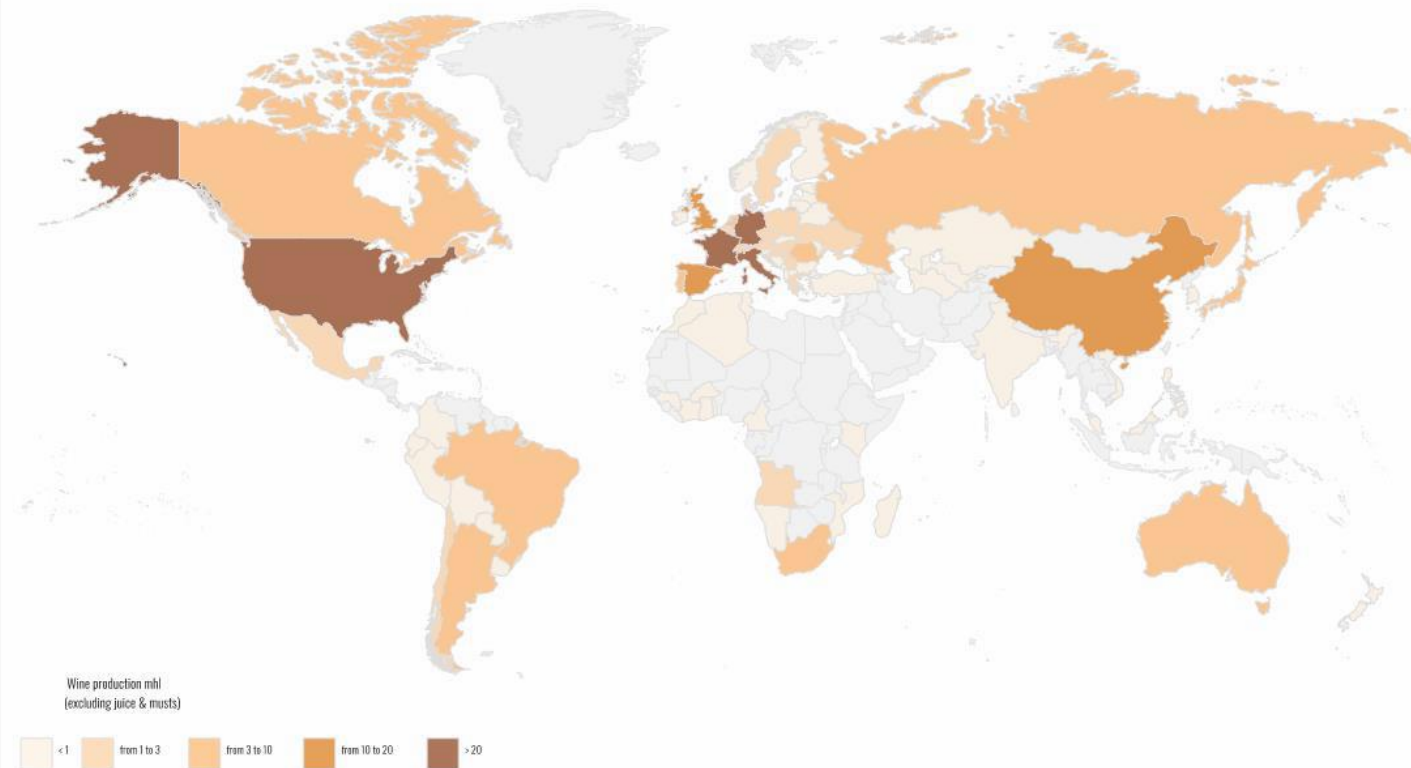 Wine production mhl
(excluding juice & musts)
< 1
from 1 to 3
from 3 to 10
from 10 to 20
> 20